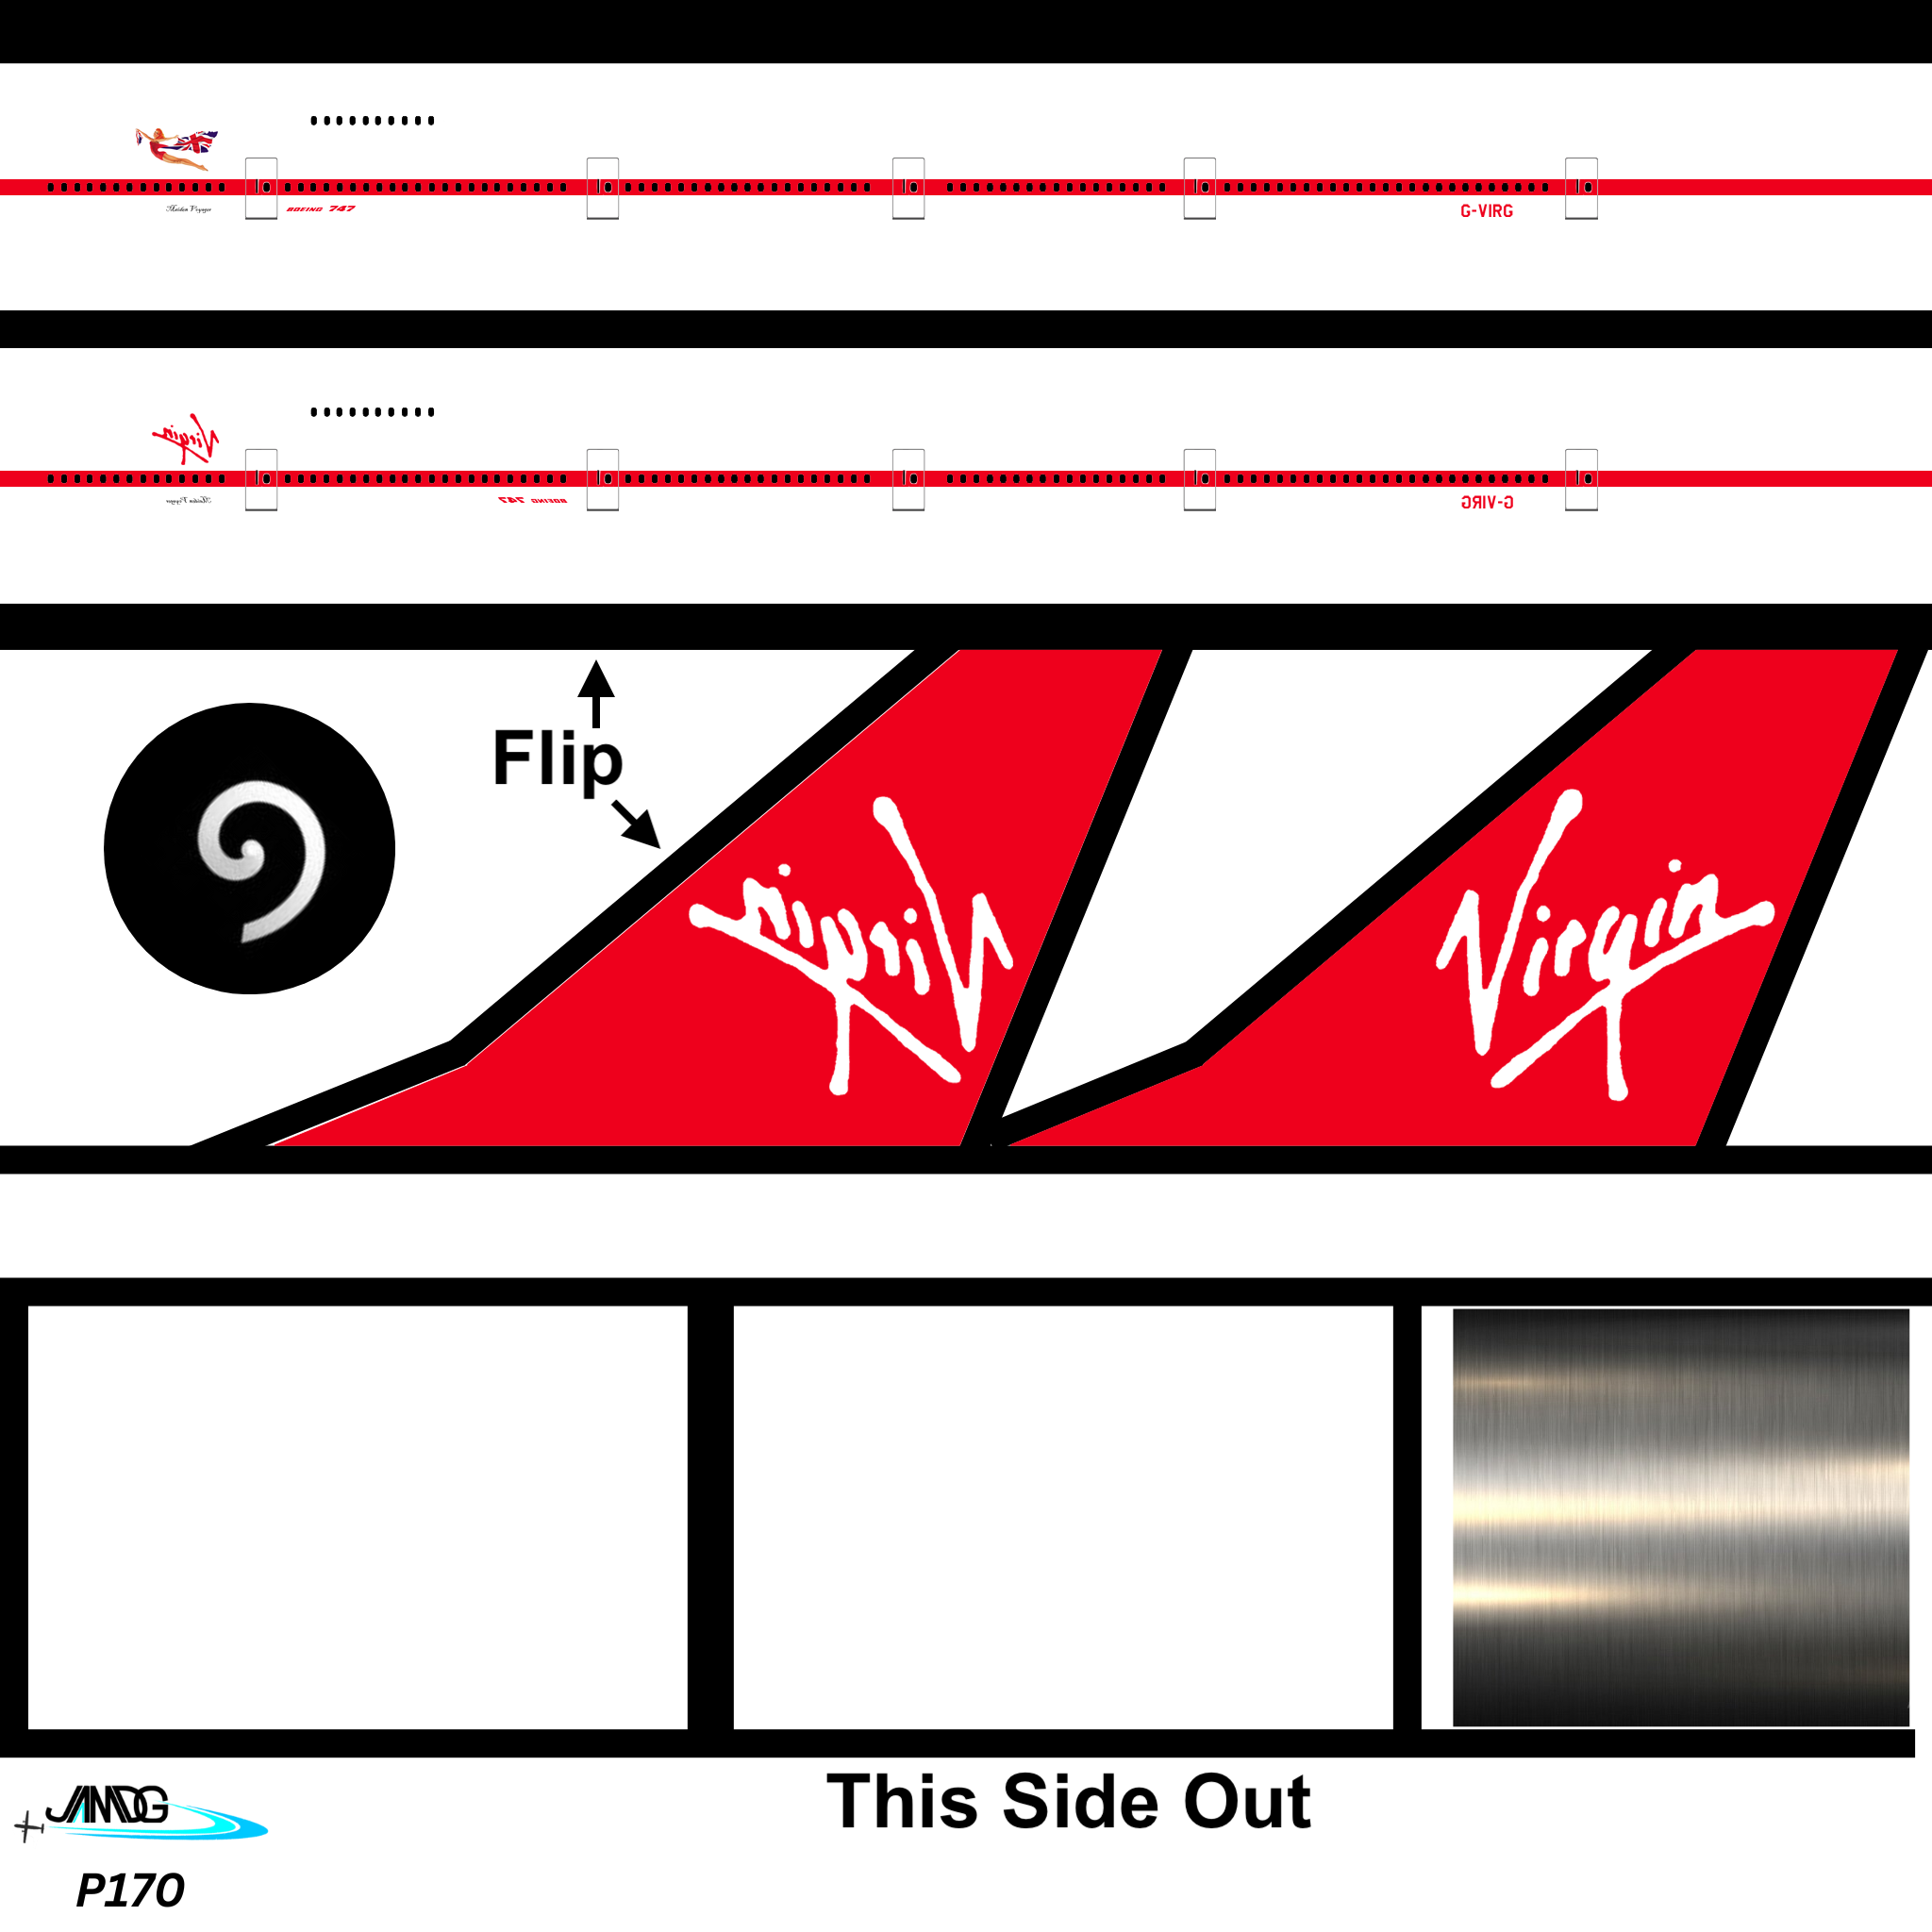 Maiden Voyager
BOEING 747
G-VIRG
Virgin
Maiden Voyager
BOEING 747
G-VIRG
Flip
Virgin
Virgin
This Side Out
JAMDG
P170